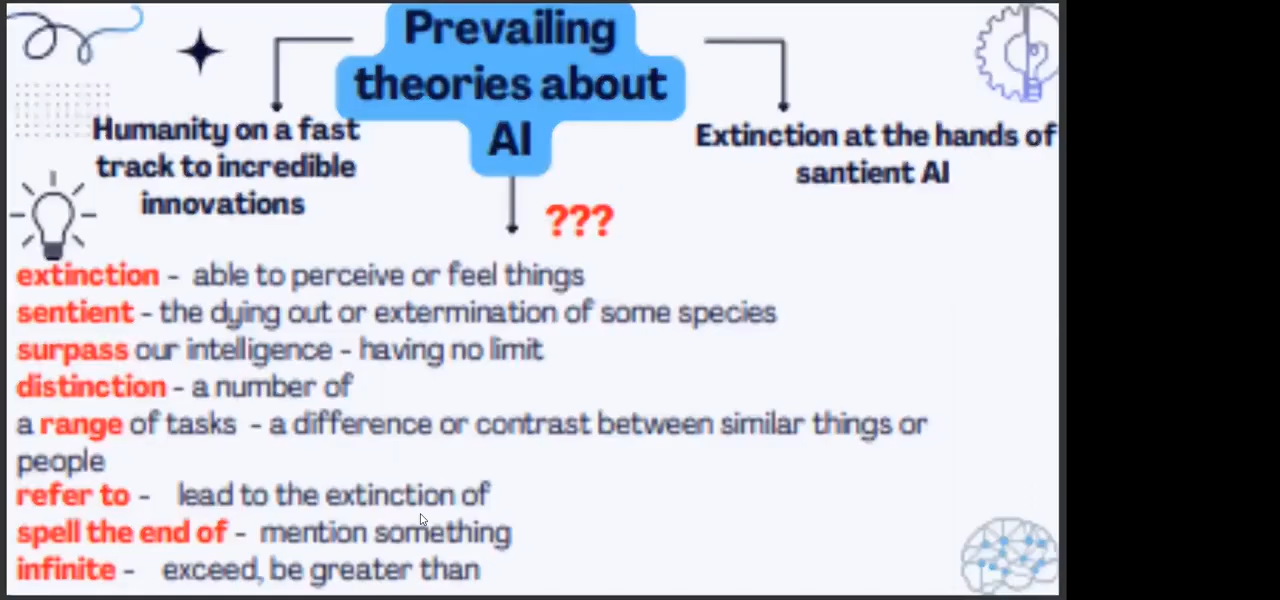 Prevailing
theories about
AI
Humanity on a fast
track to incredible
innovations
Extinction at the hands of
santient AI
???
extinction - able to perceive or feel things
sentient - the dying out or extermination of some species
surpass our intelligence - having no limit
distinction - a number of
a range of tasks - a difference or contrast between similar things or
people
refer to - lead to the extinction of
spell the end of - mention something
infinite - exceed, be greater than